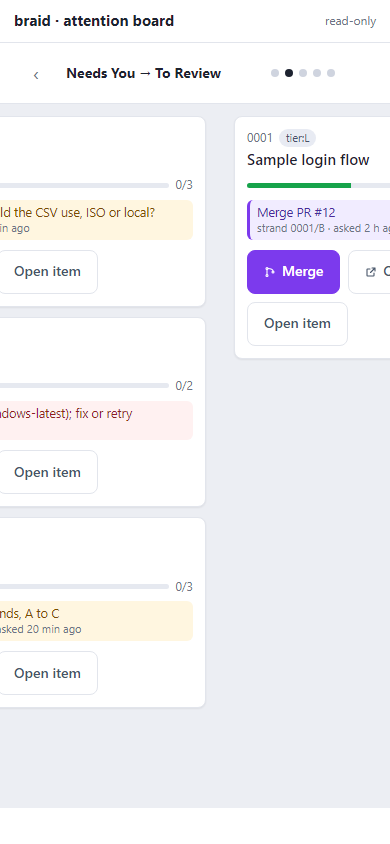 braid · attention board
read-only
‹ Needs You → To Review
0/3
ld the CSV use, ISO or local?
in ago
Open item
0/2
ndows-latest); fix or retry
Open item
0/3
nds, A to C
asked 20 min ago
Open item
0001 tier:L
Sample login flow
Merge PR #12
strand 0001/B · asked 2 h ag
Merge
Open item